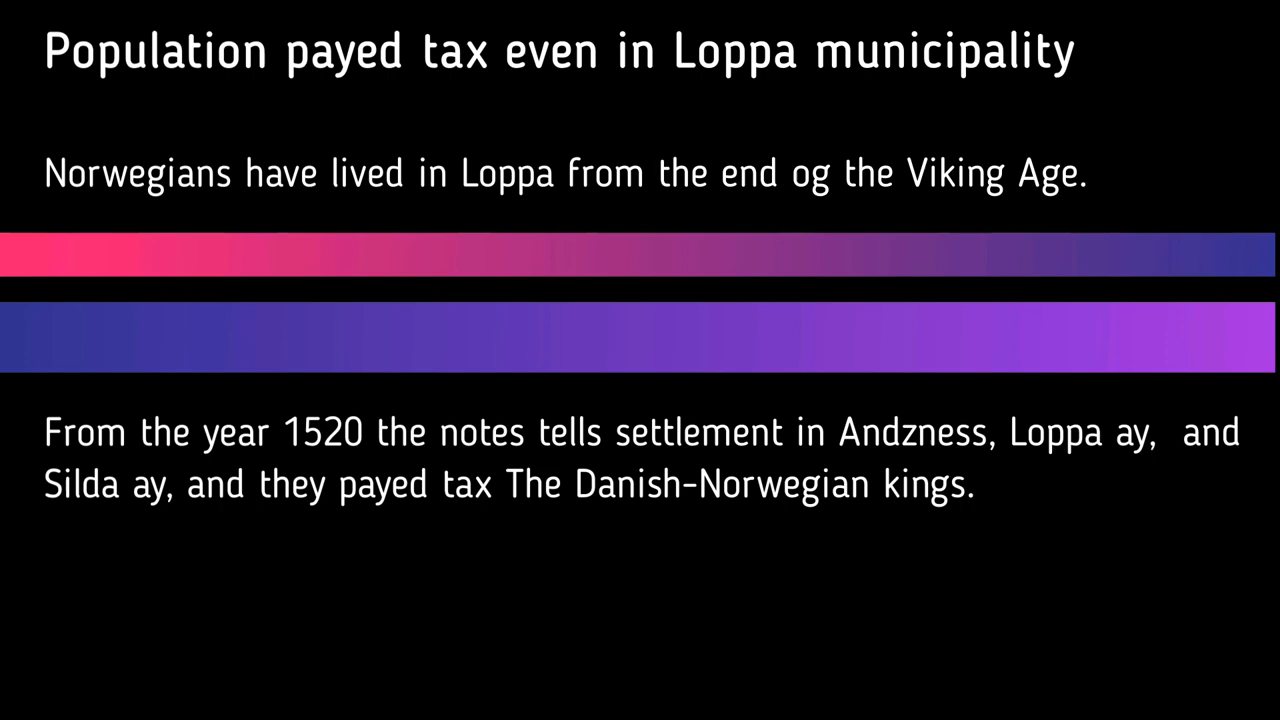 Population payed tax even in Loppa municipality
Norwegians have lived in Loppa from the end og the Viking Age.
From the year 1520 the notes tells settlement in Andzness, Loppa ay,  and
Silda ay, and they payed tax The Danish-Norwegian kings.